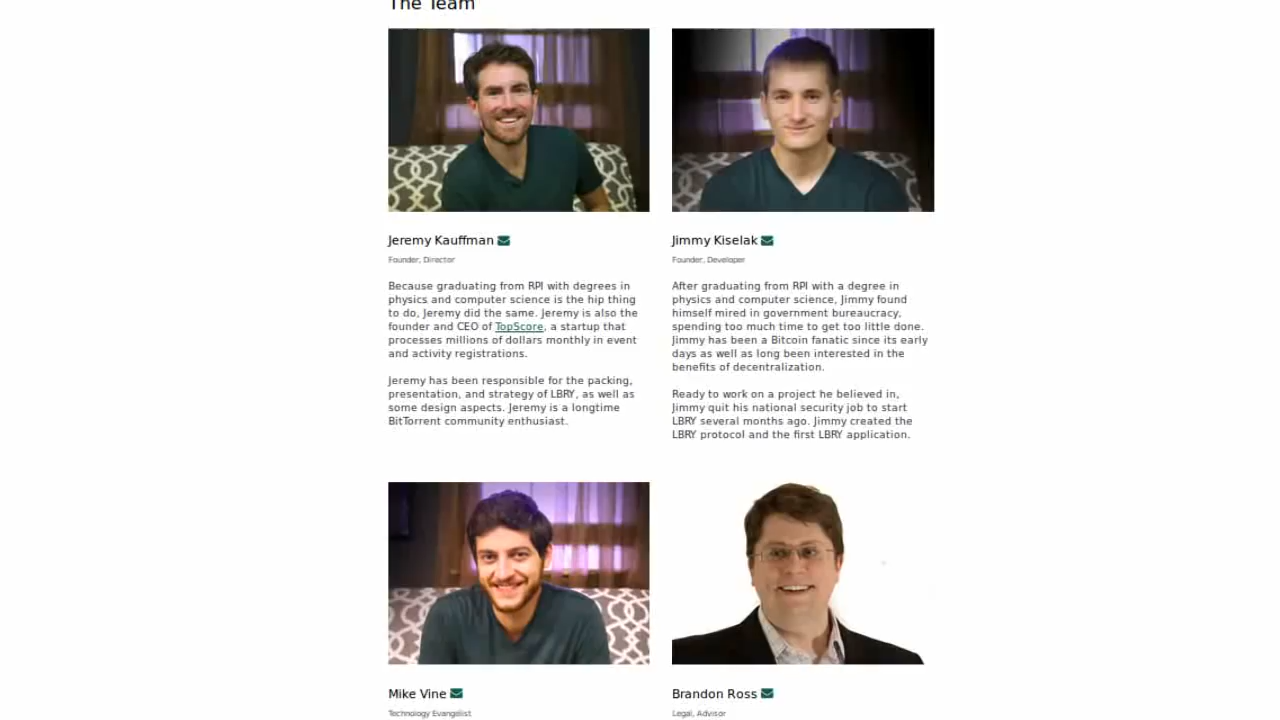 The Team
Jeremy Kauffman
Founder, Director
Because graduating from RPI with degrees in
physics and computer science is the hip thing
to do, Jeremy did the same. Jeremy is also the
founder and CEO of TopScore, a startup that
processes millions of dollars monthly in event
and activity registrations.
Jeremy has been responsible for the packing,
presentation, and strategy of LBRY, as well as
some design aspects. Jeremy is a longtime
BitTorrent community enthusiast.
Jimmy Kiselak
Founder, Developer
After graduating from RPI with a degree in
physics and computer science, Jimmy found
himself mired in government bureaucracy,
spending too much time to get too little done.
Jimmy has been a Bitcoin fanatic since its early
days as well as long been interested in the
benefits of decentralization.
Ready to work on a project he believed in,
Jimmy quit his national security job to start
LBRY several months ago. Jimmy created the
LBRY protocol and the first LBRY application.
Mike Vine
Technology Evangelist
Brandon Ross
Legal, Advisor